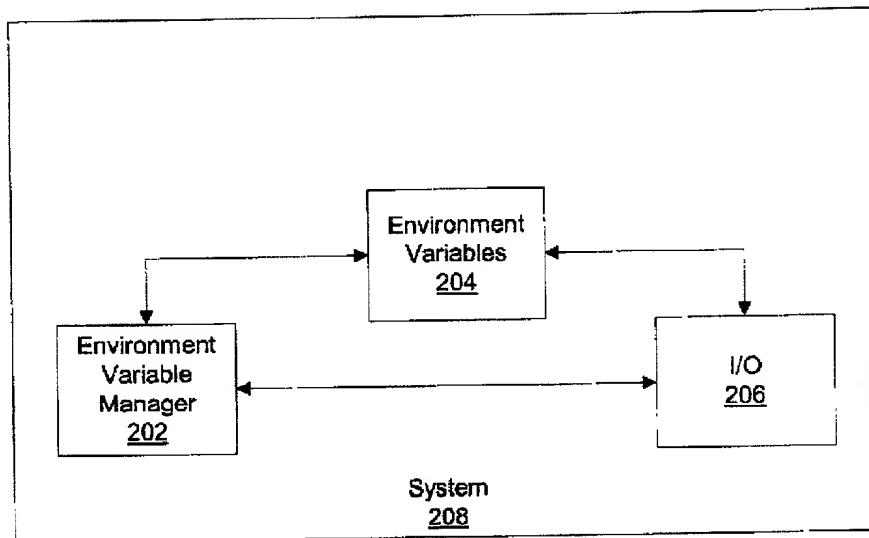 Environment
Variables
204
Environment
Variable
Manager
202
I/O
206
System
208